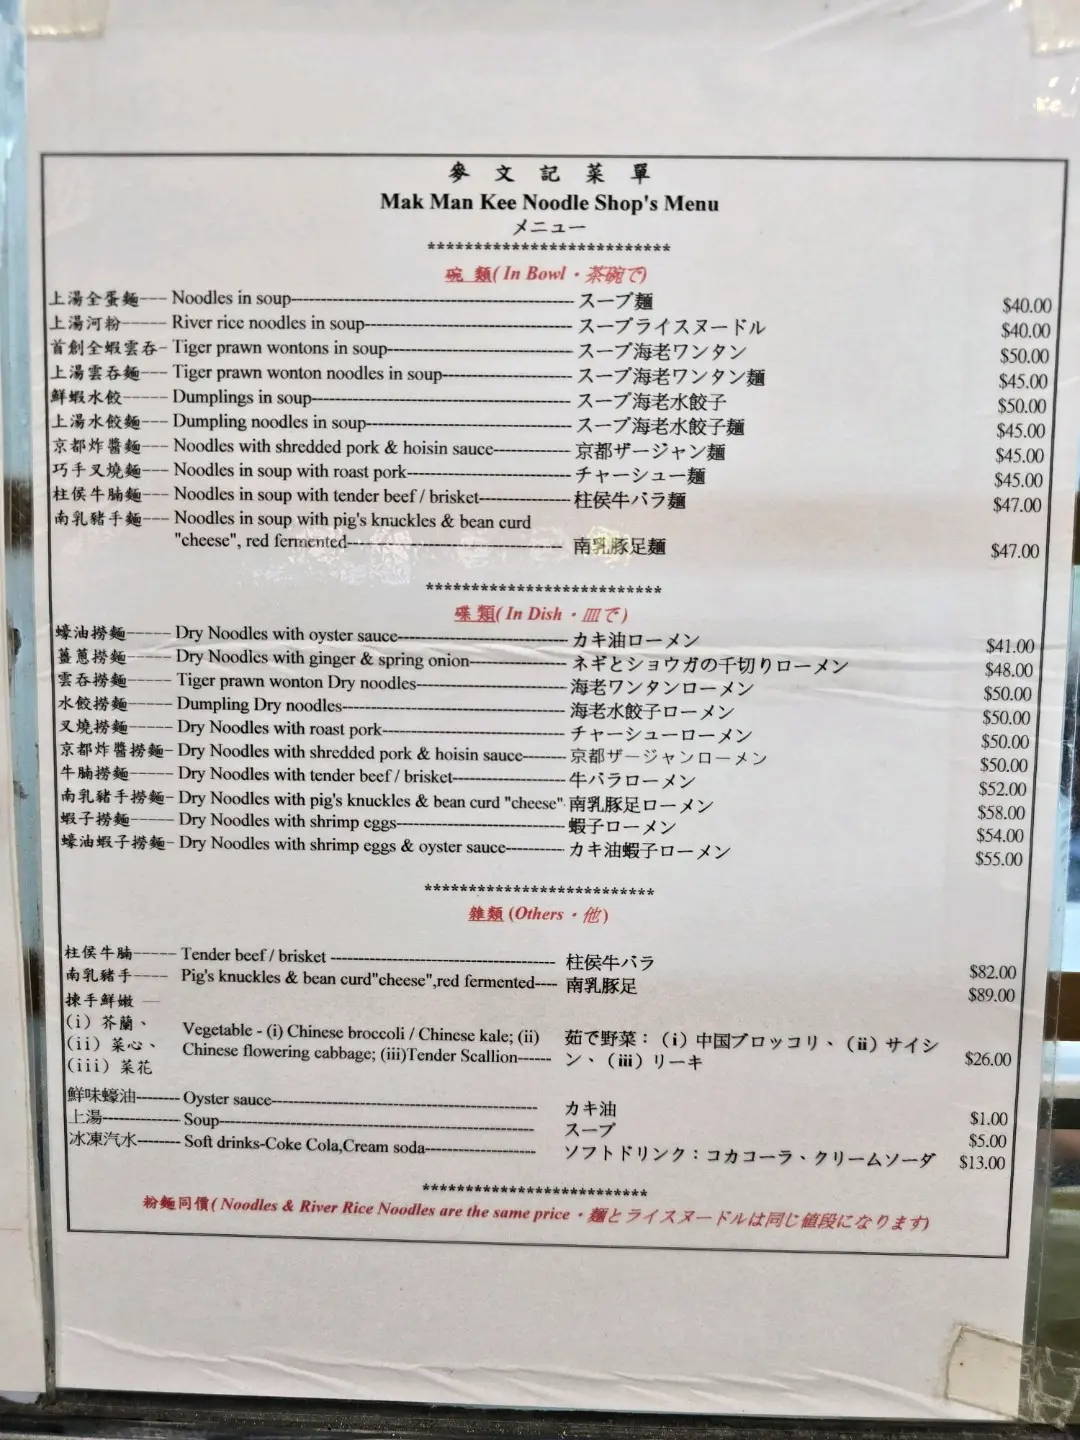 麥 文 記 菜 單
Mak Man Kee Noodle Shop's Menu
メニュー
**************************
碗 類( In Bowl・茶碗で)
上湯全蛋麵--- Noodles in soup--- スープ麺 $40.00
上湯河粉----- River rice noodles in soup--- スープライスヌードル $40.00
首創全蝦雲吞- Tiger prawn wontons in soup--- スープ海老ワンタン $50.00
上湯雲吞麵--- Tiger prawn wonton noodles in soup--- スープ海老ワンタン麺 $45.00
鮮蝦水餃----- Dumplings in soup--- スープ海老水餃子 $50.00
上湯水餃麵--- Dumpling noodles in soup--- スープ海老水餃子麺 $45.00
京都炸醬麵--- Noodles with shredded pork & hoisin sauce--- 京都ザージャン麺 $45.00
巧手叉燒麵--- Noodles in soup with roast pork--- チャーシュー麺 $45.00
柱侯牛腩麵--- Noodles in soup with tender beef / brisket--- 柱侯牛バラ麺 $47.00
南乳豬手麵--- Noodles in soup with pig's knuckles & bean curd
"cheese", red fermented--- 南乳豚足麺 $47.00
**************************
碟 類( In Dish・皿で)
蠔油撈麵----- Dry Noodles with oyster sauce--- カキ油ローメン $41.00
薑蔥撈麵----- Dry Noodles with ginger & spring onion--- ネギとショウガの千切りローメン $48.00
雲吞撈麵----- Tiger prawn wonton Dry noodles--- 海老ワンタンローメン $50.00
水餃撈麵----- Dumpling Dry noodles--- 海老水餃子ローメン $50.00
叉燒撈麵----- Dry Noodles with roast pork--- チャーシューローメン $50.00
京都炸醬撈麵- Dry Noodles with shredded pork & hoisin sauce--- 京都ザージャンローメン $50.00
牛腩撈麵----- Dry Noodles with tender beef / brisket--- 牛バラローメン $52.00
南乳豬手撈麵- Dry Noodles with pig's knuckles & bean curd "cheese"- 南乳豚足ローメン $58.00
蝦子撈麵----- Dry Noodles with shrimp eggs--- 蝦子ローメン $54.00
蠔油蝦子撈麵- Dry Noodles with shrimp eggs & oyster sauce--- カキ油蝦子ローメン $55.00
**************************
雜類 (Others・他)
柱侯牛腩----- Tender beef / brisket --- 柱侯牛バラ $82.00
南乳豬手---- Pig's knuckles & bean curd"cheese",red fermented---- 南乳豚足 $89.00
揀手鮮嫩 —
(i) 芥蘭、
(ii) 菜心、
(iii) 菜花
Vegetable - (i) Chinese broccoli / Chinese kale; (ii)
Chinese flowering cabbage; (iii)Tender Scallion------
茹で野菜：（i）中国ブロッコリ、（ii）サイシ
ン、（iii）リーキ $26.00
鮮味蠔油-------- Oyster sauce--- カキ油 $1.00
上湯-------------- Soup--- スープ $5.00
冰凍汽水-------- Soft drinks-Coke Cola,Cream soda--- ソフトドリンク：コカコーラ、クリームソーダ $13.00
**************************
粉麵同價( Noodles & River Rice Noodles are the same price・麺とライスヌードルは同じ値段になります)